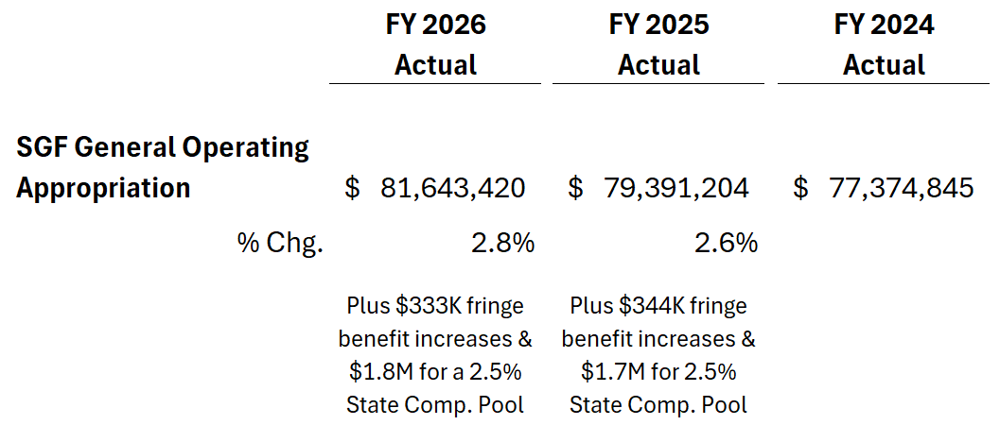 FY 2026 FY 2025 FY 2024
Actual Actual Actual
SGF General Operating
Appropriation $ 81,643,420 $ 79,391,204 $ 77,374,845
% Chg. 2.8% 2.6%
Plus $333K fringe Plus $344K fringe
benefit increases & benefit increases &
$1.8M for a 2.5% $1.7M for 2.5%
State Comp. Pool State Comp. Pool